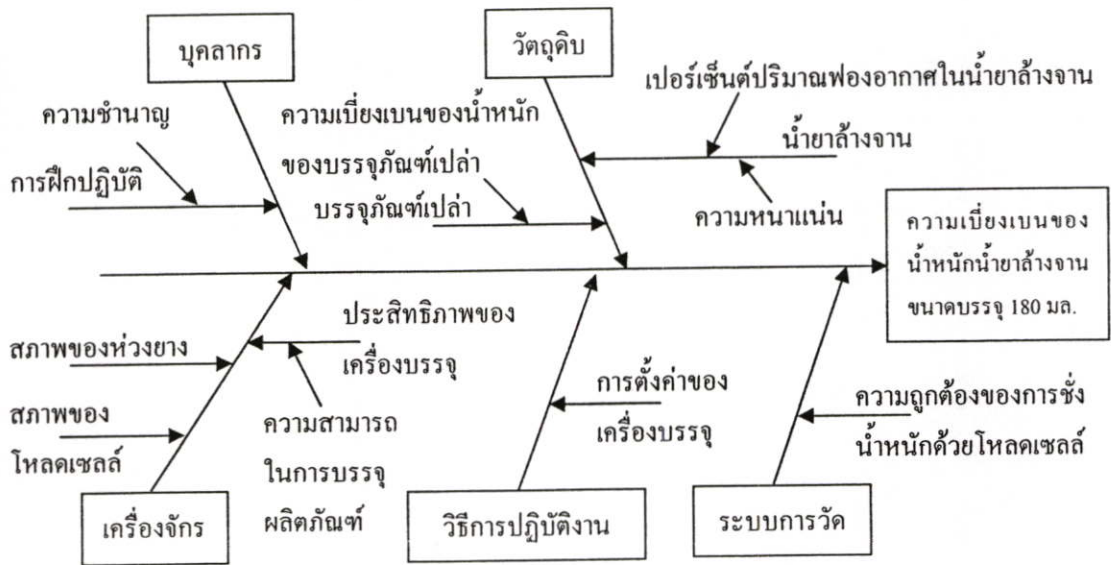 บุคลากร
วัตถุดิบ
ความชำนาญ
การฝึกปฏิบัติ
ความเบี่ยงเบนของน้ำหนัก
ของบรรจุภัณฑ์เปล่า
บรรจุภัณฑ์เปล่า
เปอร์เซ็นต์ปริมาณฟองอากาศในน้ำยาล้างจาน
น้ำยาล้างจาน
ความหนาแน่น
ความเบี่ยงเบนของ
น้ำหนักน้ำยาล้างจาน
ขนาดบรรจุ 180 มล.
สภาพของห่วงยาง
สภาพของ
โหลดเซลล์
ประสิทธิภาพของ
เครื่องบรรจุ
ความสามารถ
ในการบรรจุ
ผลิตภัณฑ์
การตั้งค่าของ
เครื่องบรรจุ
ความถูกต้องของการชั่ง
น้ำหนักด้วยโหลดเซลล์
เครื่องจักร
วิธีการปฏิบัติงาน
ระบบการวัด